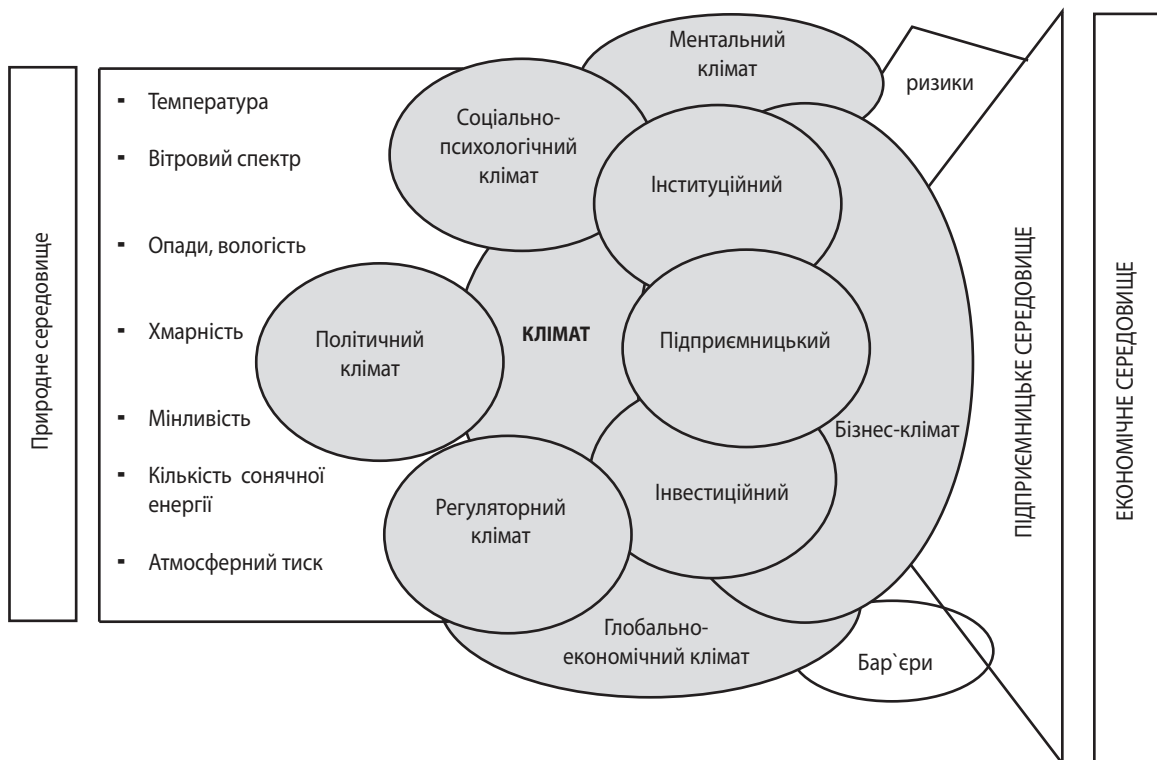 Природне середовище
Температура
Вітровий спектр
Опади, вологість
Хмарність
Мінливість
Кількість сонячної
енергії
Атмосферний тиск
Ментальний
клімат
Соціально-
психологічний
клімат
Інституційний
Політичний
клімат
КЛІМАТ
Підприємницький
Бізнес-клімат
Регуляторний
клімат
Інвестиційний
Глобально-
економічний клімат
ризики
Бар`єри
ПІДПРИЄМНИЦЬКЕ СЕРЕДОВИЩЕ
ЕКОНОМІЧНЕ СЕРЕДОВИЩЕ